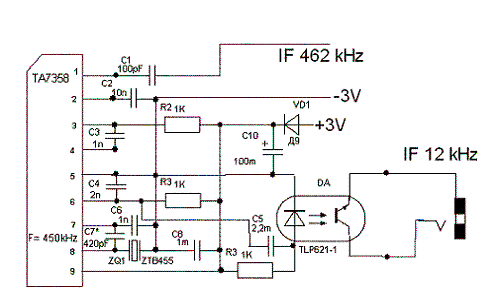 C1
100pF
IF 462 kHz
TA7358
1
C2
10n
2
-3V
VD1
R2 1K
3
+3V
C3
1n
C10
+
Д9
4
100m
IF 12 kHz
5
C4
2n
R3
1K
DA
6
C6
1n
C5
2,2m
7
C7*
420pF
C8
1m
TLP621-1
F= 450kHz
8
ZQ1
ZTB455
R3
1K
9